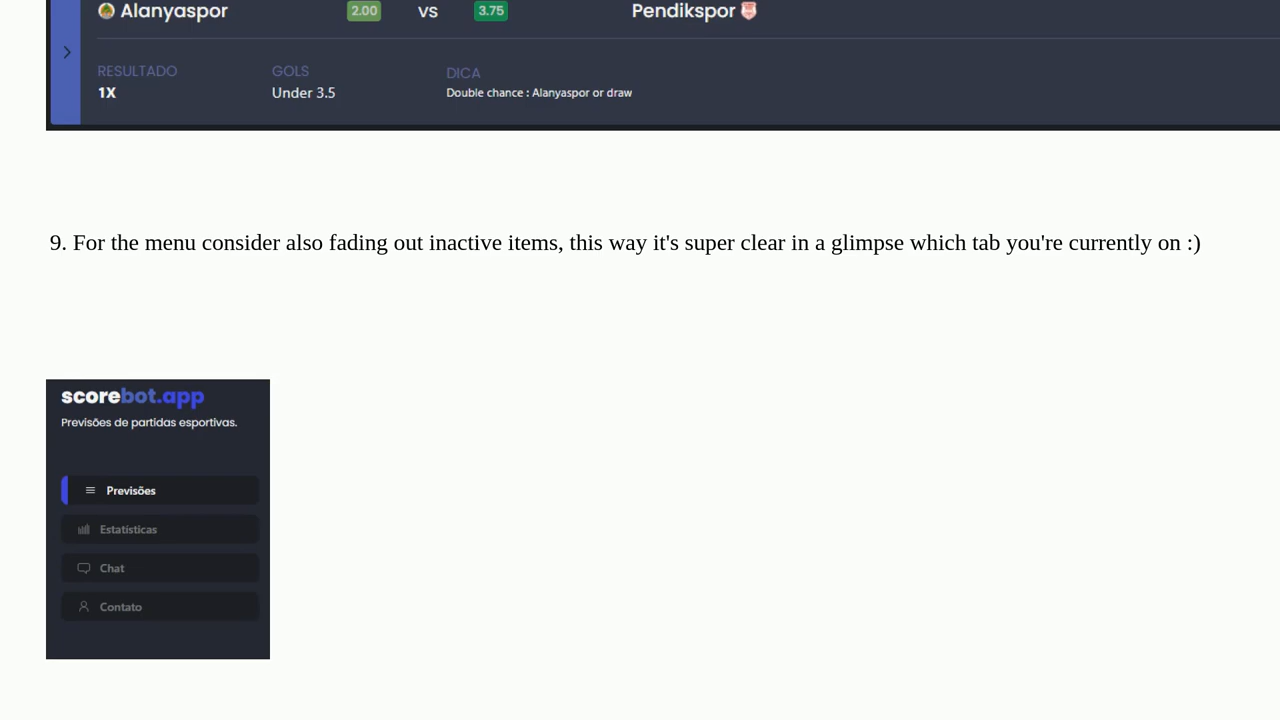 Alanyaspor 2.00 VS 3.75 Pendikspor
RESULTADO GOLS DICA
1X Under 3.5 Double chance : Alanyaspor or draw
9. For the menu consider also fading out inactive items, this way it's super clear in a glimpse which tab you're currently on :)
scorebot.app
Previsões de partidas esportivas.
Previsões
Estatísticas
Chat
Contato